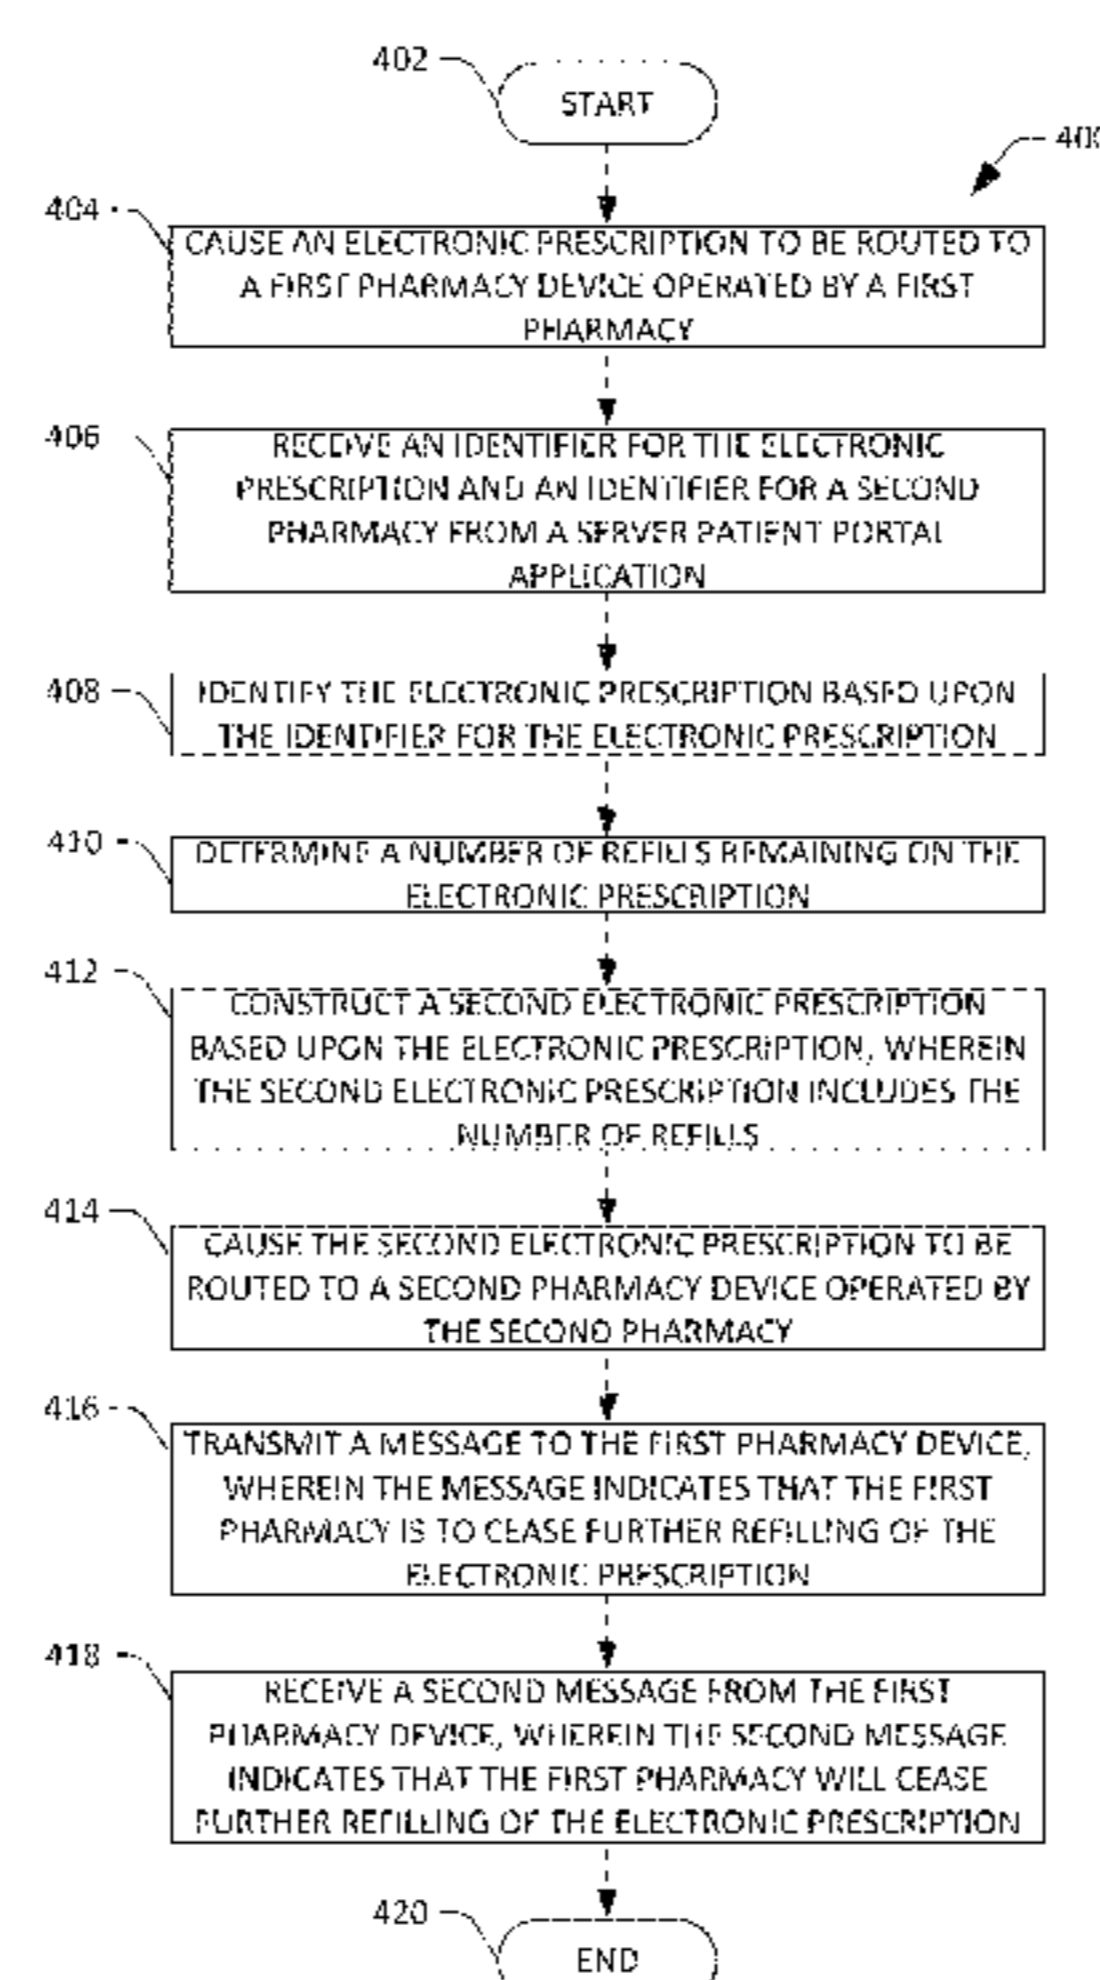 402
START
400
404
CAUSE AN ELECTRONIC PRESCRIPTION TO BE ROUTED TO
A FIRST PHARMACY DEVICE OPERATED BY A FIRST
PHARMACY
406
RECEIVE AN IDENTIFIER FOR THE ELECTRONIC
PRESCRIPTION AND AN IDENTIFIER FOR A SECOND
PHARMACY FROM A SERVER PATIENT PORTAL
APPLICATION
408
IDENTIFY THE ELECTRONIC PRESCRIPTION BASED UPON
THE IDENTIFIER FOR THE ELECTRONIC PRESCRIPTION
410
DETERMINE A NUMBER OF REFILLS REMAINING ON THE
ELECTRONIC PRESCRIPTION
412
CONSTRUCT A SECOND ELECTRONIC PRESCRIPTION
BASED UPON THE ELECTRONIC PRESCRIPTION, WHEREIN
THE SECOND ELECTRONIC PRESCRIPTION INCLUDES THE
NUMBER OF REFILLS
414
CAUSE THE SECOND ELECTRONIC PRESCRIPTION TO BE
ROUTED TO A SECOND PHARMACY DEVICE OPERATED BY
THE SECOND PHARMACY
416
TRANSMIT A MESSAGE TO THE FIRST PHARMACY DEVICE,
WHEREIN THE MESSAGE INDICATES THAT THE FIRST
PHARMACY IS TO CEASE FURTHER REFILLING OF THE
ELECTRONIC PRESCRIPTION
418
RECEIVE A SECOND MESSAGE FROM THE FIRST
PHARMACY DEVICE, WHEREIN THE SECOND MESSAGE
INDICATES THAT THE FIRST PHARMACY WILL CEASE
FURTHER REFILLING OF THE ELECTRONIC PRESCRIPTION
420
END